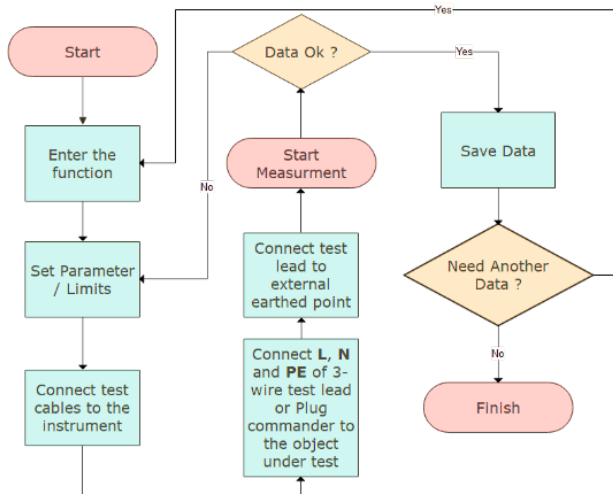 Yes
Start
Data Ok ?
Yes
Enter the
function
Start
Measurment
Save Data
No
Set Parameter
/ Limits
Connect test
lead to
external
earthed point
Need Another
Data ?
Connect test
cables to the
instrument
Connect L, N
and PE of 3-
wire test lead
or Plug
commander to
the object
under test
No
Finish